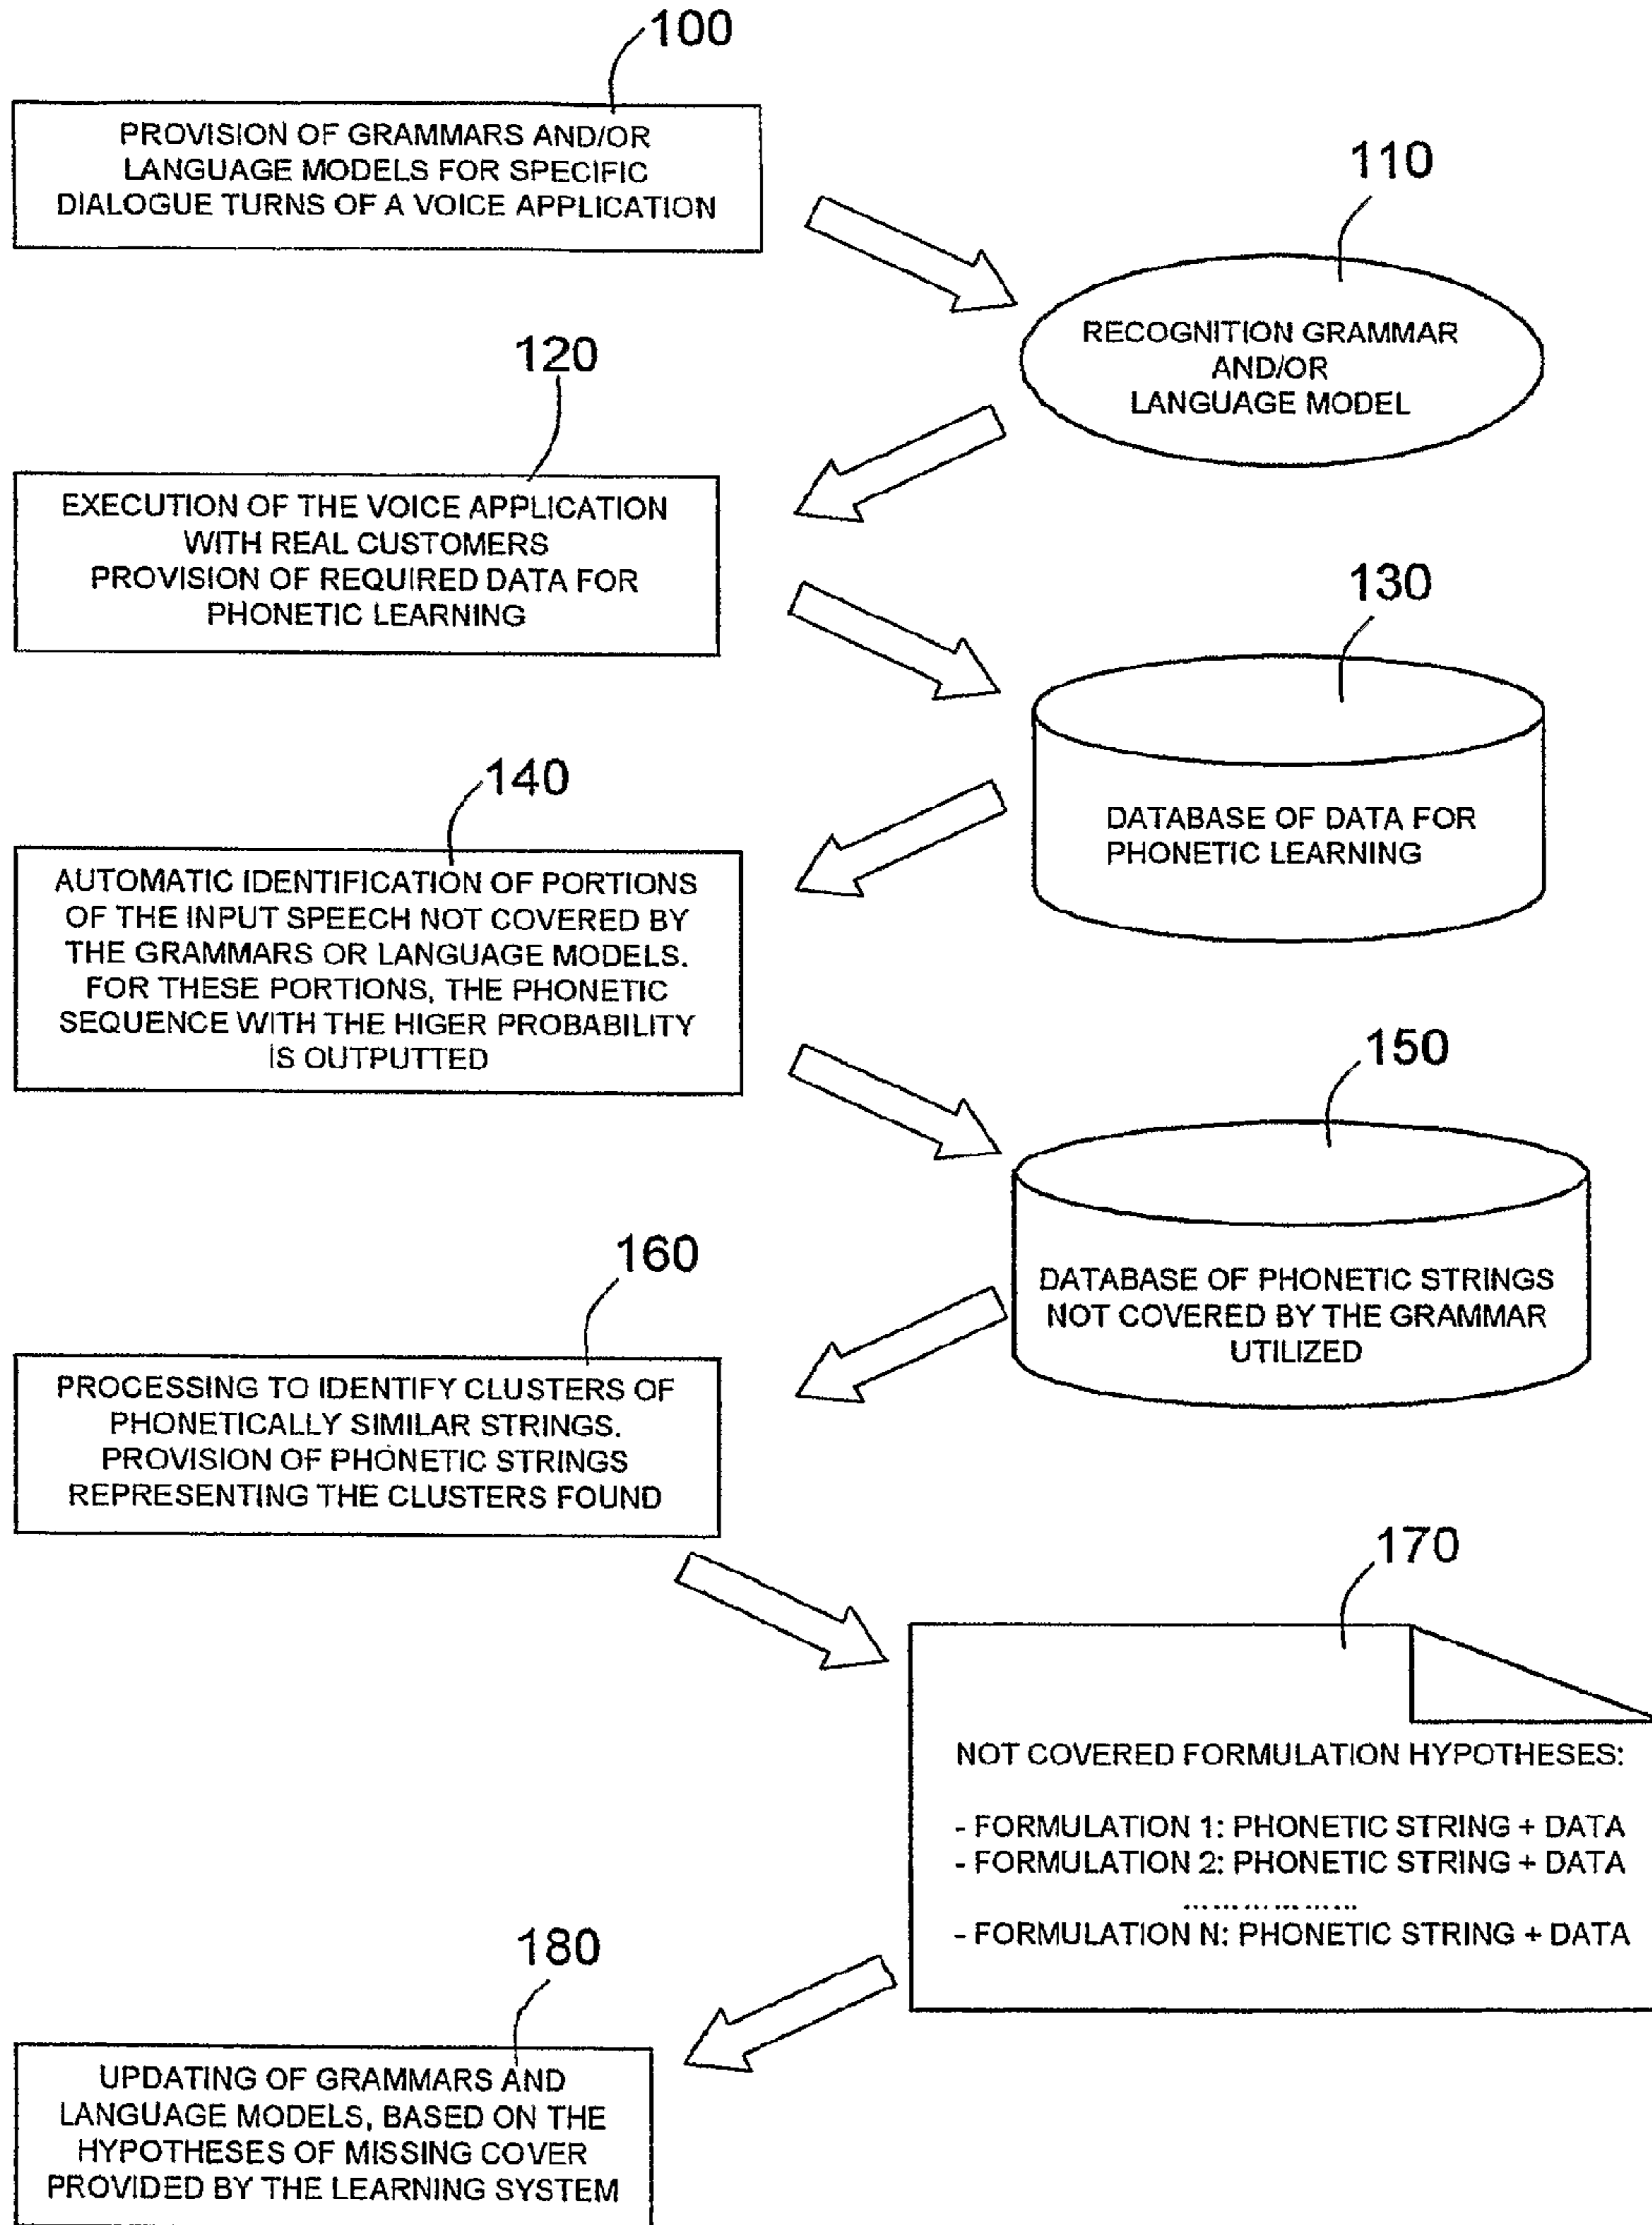 100
PROVISION OF GRAMMARS AND/OR
LANGUAGE MODELS FOR SPECIFIC
DIALOGUE TURNS OF A VOICE APPLICATION
110
RECOGNITION GRAMMAR
AND/OR
LANGUAGE MODEL
120
EXECUTION OF THE VOICE APPLICATION
WITH REAL CUSTOMERS
PROVISION OF REQUIRED DATA FOR
PHONETIC LEARNING
130
DATABASE OF DATA FOR
PHONETIC LEARNING
140
AUTOMATIC IDENTIFICATION OF PORTIONS
OF THE INPUT SPEECH NOT COVERED BY
THE GRAMMARS OR LANGUAGE MODELS.
FOR THESE PORTIONS, THE PHONETIC
SEQUENCE WITH THE HIGER PROBABILITY
IS OUTPUTTED
150
DATABASE OF PHONETIC STRINGS
NOT COVERED BY THE GRAMMAR
UTILIZED
160
PROCESSING TO IDENTIFY CLUSTERS OF
PHONETICALLY SIMILAR STRINGS.
PROVISION OF PHONETIC STRINGS
REPRESENTING THE CLUSTERS FOUND
170
NOT COVERED FORMULATION HYPOTHESES:
- FORMULATION 1: PHONETIC STRING + DATA
- FORMULATION 2: PHONETIC STRING + DATA
..................
- FORMULATION N: PHONETIC STRING + DATA
180
UPDATING OF GRAMMARS AND
LANGUAGE MODELS, BASED ON THE
HYPOTHESES OF MISSING COVER
PROVIDED BY THE LEARNING SYSTEM